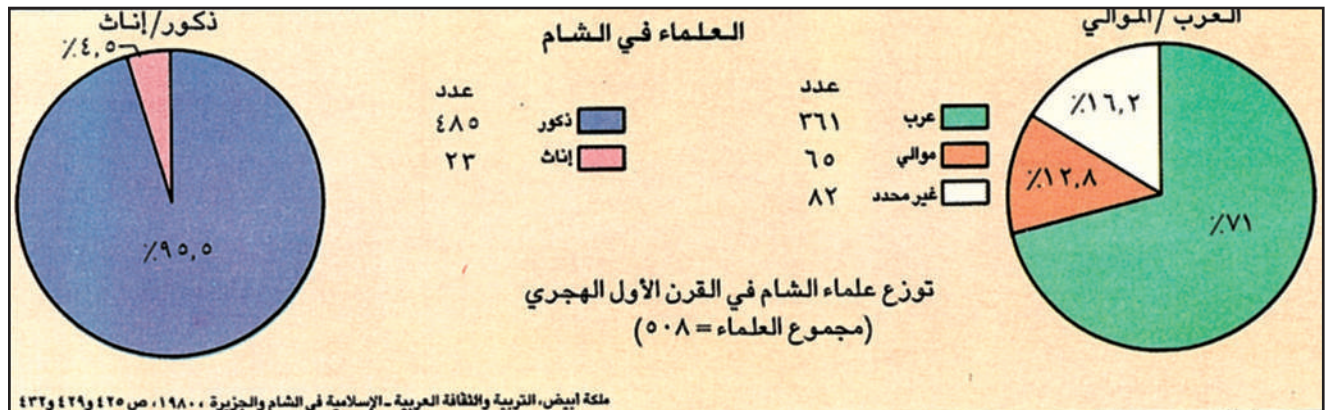 العرب/الموالي
العلماء في الشام
ذكور/إناث
٪١٦,٢
٪١٢,٨
٪٧١
عدد
عرب ٣٦١
موالي ٦٥
غير محدد ٨٢
عدد
ذكور ٤٨٥
إناث ٢٣
٪٤,٥
٪٩٥,٥
توزع علماء الشام في القرن الأول الهجري
(مجموع العلماء = ٥٠٨)
ملكة أبيض، التربية والثقافة العربية ـ الإسلامية في الشام والجزيرة، ١٩٨٠، ص ٤٢٥ و٤٢٩ و٤٣٢